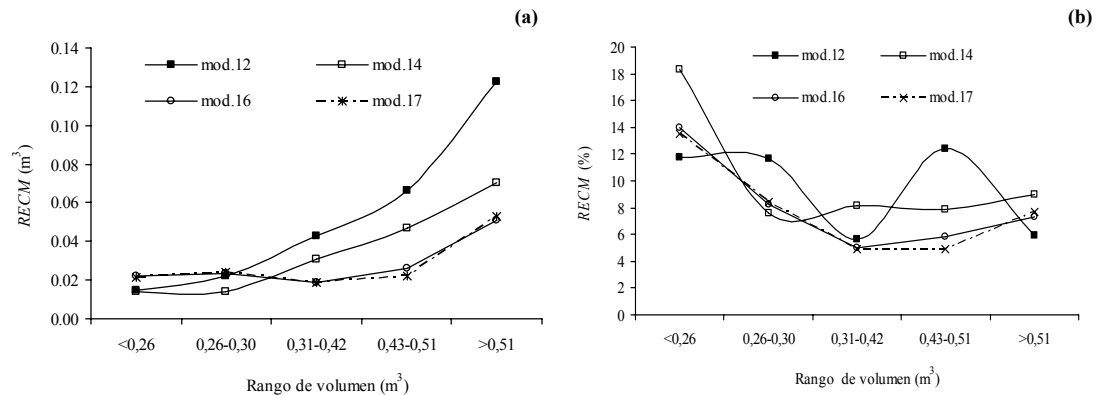 (a)
0.14
0.12
0.10
0.08
0.06
0.04
0.02
0.00
RECM (m³)
mod.12
mod.14
mod.16
mod.17
<0,26
0,26-0,30
0,31-0,42
0,43-0,51
>0,51
Rango de volumen (m³)
(b)
20
18
16
14
12
10
8
6
4
2
0
RECM (%)
mod.12
mod.14
mod.16
mod.17
<0,26
0,26-0,30
0,31-0,42
0,43-0,51
>0,51
Rango de volumen (m³)